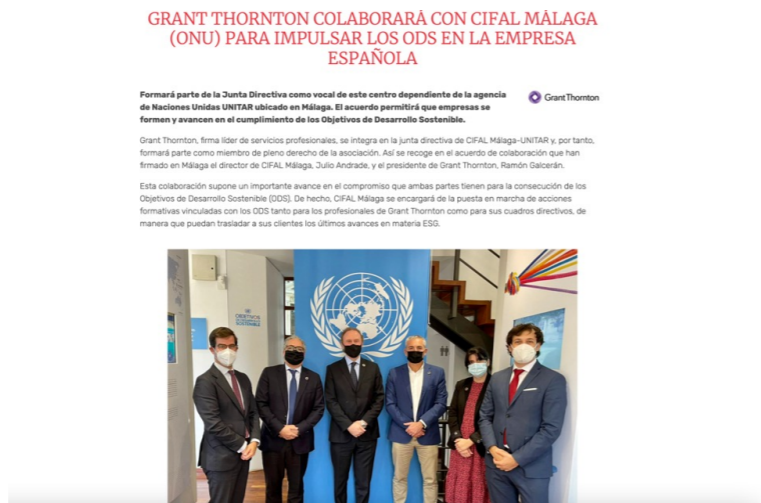 GRANT THORNTON COLABORARÁ CON CIFAL MÁLAGA
(ONU) PARA IMPULSAR LOS ODS EN LA EMPRESA
ESPAÑOLA
Formará parte de la Junta Directiva como vocal de este centro dependiente de la agencia
de Naciones Unidas UNITAR ubicado en Málaga. El acuerdo permitirá que empresas se
formen y avancen en el cumplimiento de los Objetivos de Desarrollo Sostenible.
Grant Thornton
Grant Thornton, firma líder de servicios profesionales, se integra en la junta directiva de CIFAL Málaga-UNITAR y, por tanto,
formará parte como miembro de pleno derecho de la asociación. Así se recoge en el acuerdo de colaboración que han
firmado en Málaga el director de CIFAL Málaga, Julio Andrade, y el presidente de Grant Thornton, Ramón Galcerán.
Esta colaboración supone un importante avance en el compromiso que ambas partes tienen para la consecución de los
Objetivos de Desarrollo Sostenible (ODS). De hecho, CIFAL Málaga se encargará de la puesta en marcha de acciones
formativas vinculadas con los ODS tanto para los profesionales de Grant Thornton como para sus cuadros directivos, de
manera que puedan trasladar a sus clientes los últimos avances en materia ESG.
OBJETIVOS
DE DESARROLLO
SOSTENIBLE